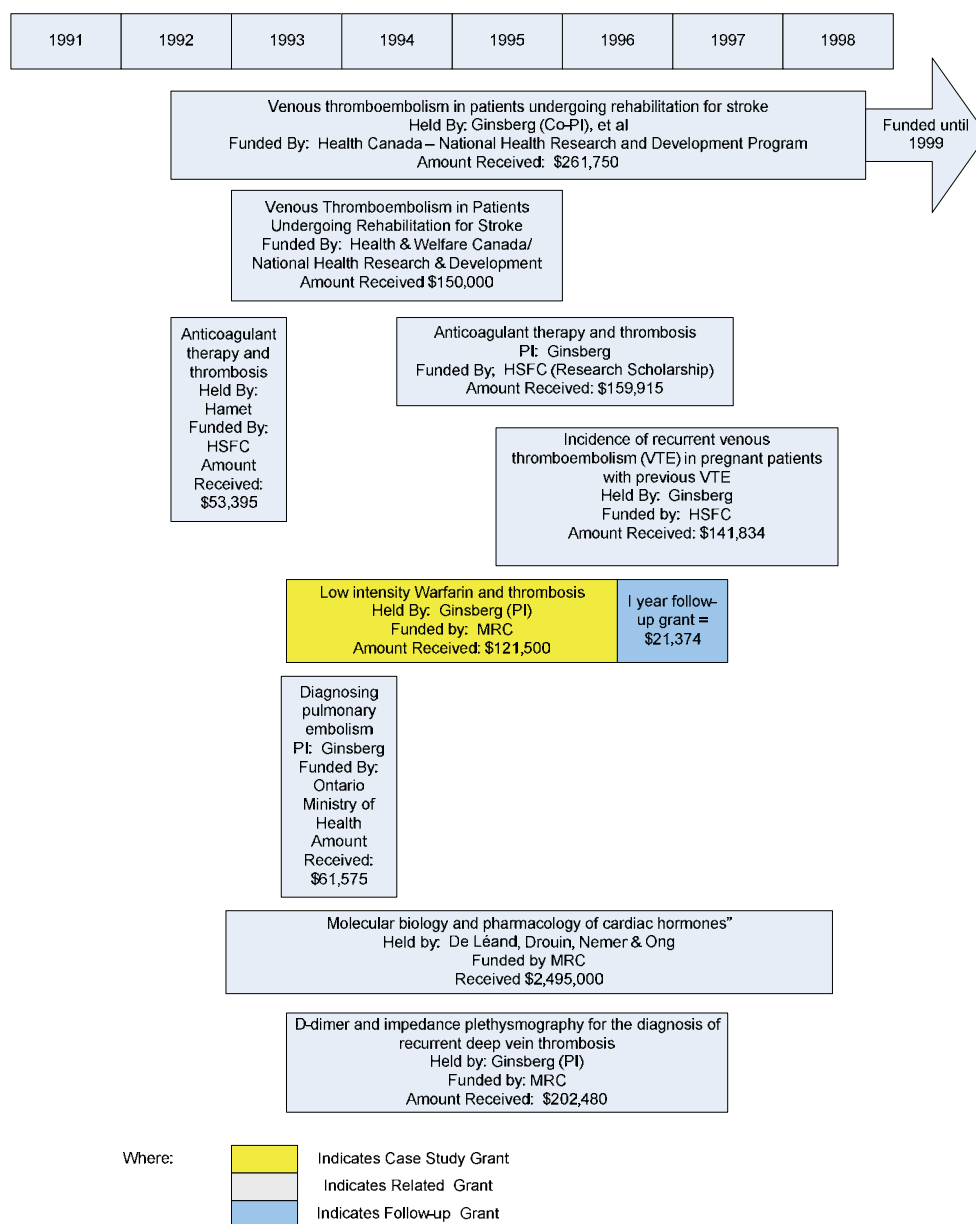 1991 1992 1993 1994 1995 1996 1997 1998
Venous thromboembolism in patients undergoing rehabilitation for stroke
Held By: Ginsberg (Co-PI), et al
Funded By: Health Canada – National Health Research and Development Program
Amount Received: $261,750
Funded until
1999
Venous Thromboembolism in Patients
Undergoing Rehabilitation for Stroke
Funded By: Health & Welfare Canada/
National Health Research & Development
Amount Received $150,000
Anticoagulant
therapy and
thrombosis
Held By:
Hamet
Funded By:
HSFC
Amount
Received:
$53,395
Anticoagulant therapy and thrombosis
PI: Ginsberg
Funded By; HSFC (Research Scholarship)
Amount Received: $159,915
Incidence of recurrent venous
thromboembolism (VTE) in pregnant patients
with previous VTE
Held By: Ginsberg
Funded by: HSFC
Amount Received: $141,834
Low intensity Warfarin and thrombosis
Held By: Ginsberg (PI)
Funded by: MRC
Amount Received: $121,500
I year follow-
up grant =
$21,374
Diagnosing
pulmonary
embolism
PI: Ginsberg
Funded By:
Ontario
Ministry of
Health
Amount
Received:
$61,575
Molecular biology and pharmacology of cardiac hormones”
Held by: De Léand, Drouin, Nemer & Ong
Funded by MRC
Received $2,495,000
D-dimer and impedance plethysmography for the diagnosis of
recurrent deep vein thrombosis
Held by: Ginsberg (PI)
Funded by: MRC
Amount Received: $202,480
Where:
Indicates Case Study Grant
Indicates Related Grant
Indicates Follow-up Grant